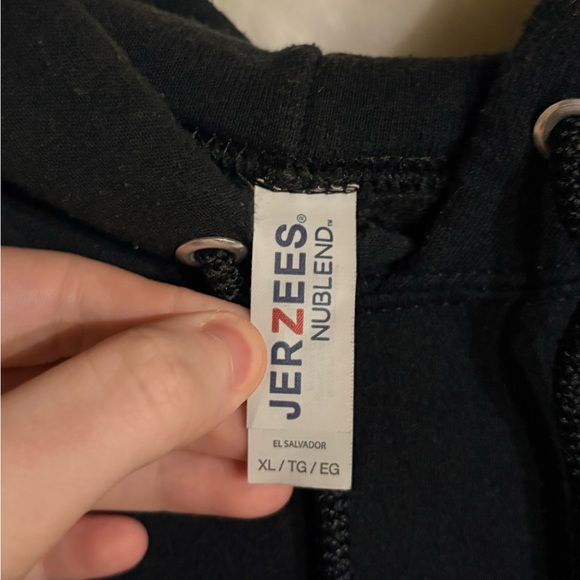 JERZEES®
NUBLEND™
EL SALVADOR
XL / TG / EG